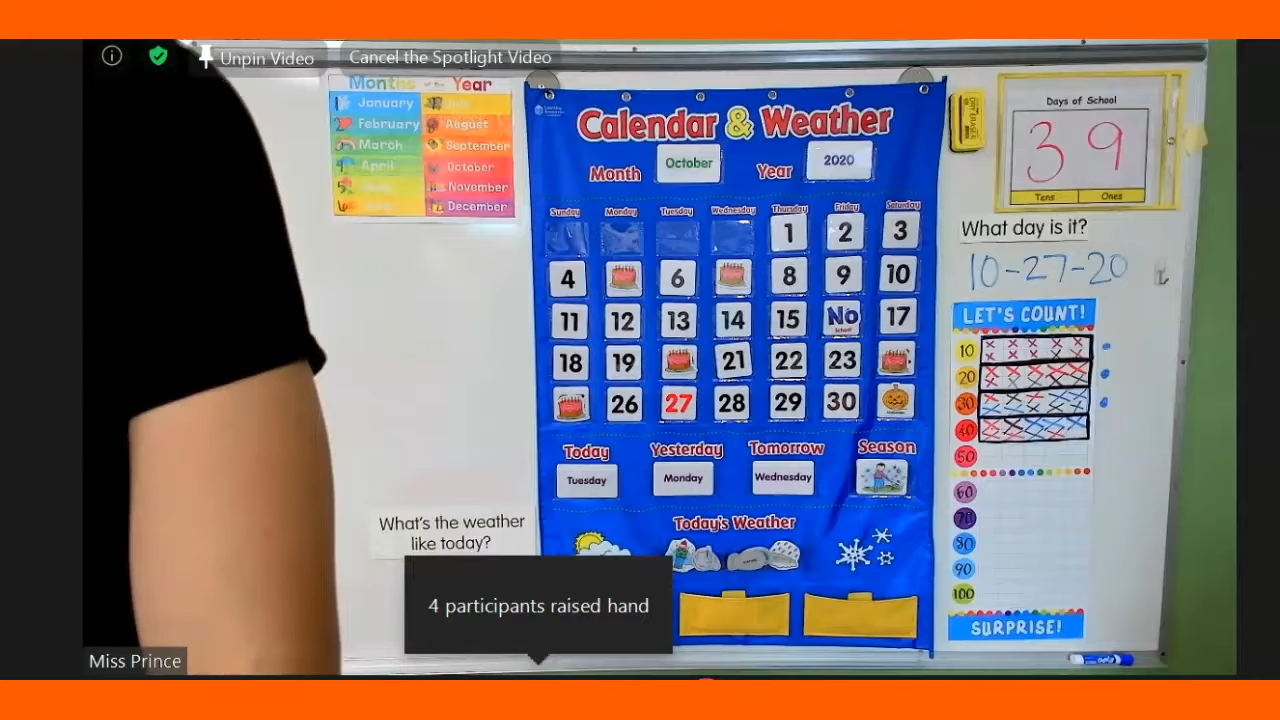 Unpin Video
Cancel the Spotlight Video
Months of the Year
January
February
March
April
July
August
September
October
November
December
Calendar & Weather
Month
October
Year
2020
Sunday Monday Tuesday Wednesday Thursday Friday Saturday
1 2 3
4 6 8 9 10
11 12 13 14 15 No School 17
18 19 21 22 23
26 27 28 29 30
Today Yesterday Tomorrow Season
Tuesday Monday Wednesday
Today's Weather
What's the weather
like today?
4 participants raised hand
Miss Prince
ERASER
Days of School
3 9
Tens Ones
What day is it?
10-27-20
LET'S COUNT!
10
20
30
40
50
60
70
80
90
100
SURPRISE!